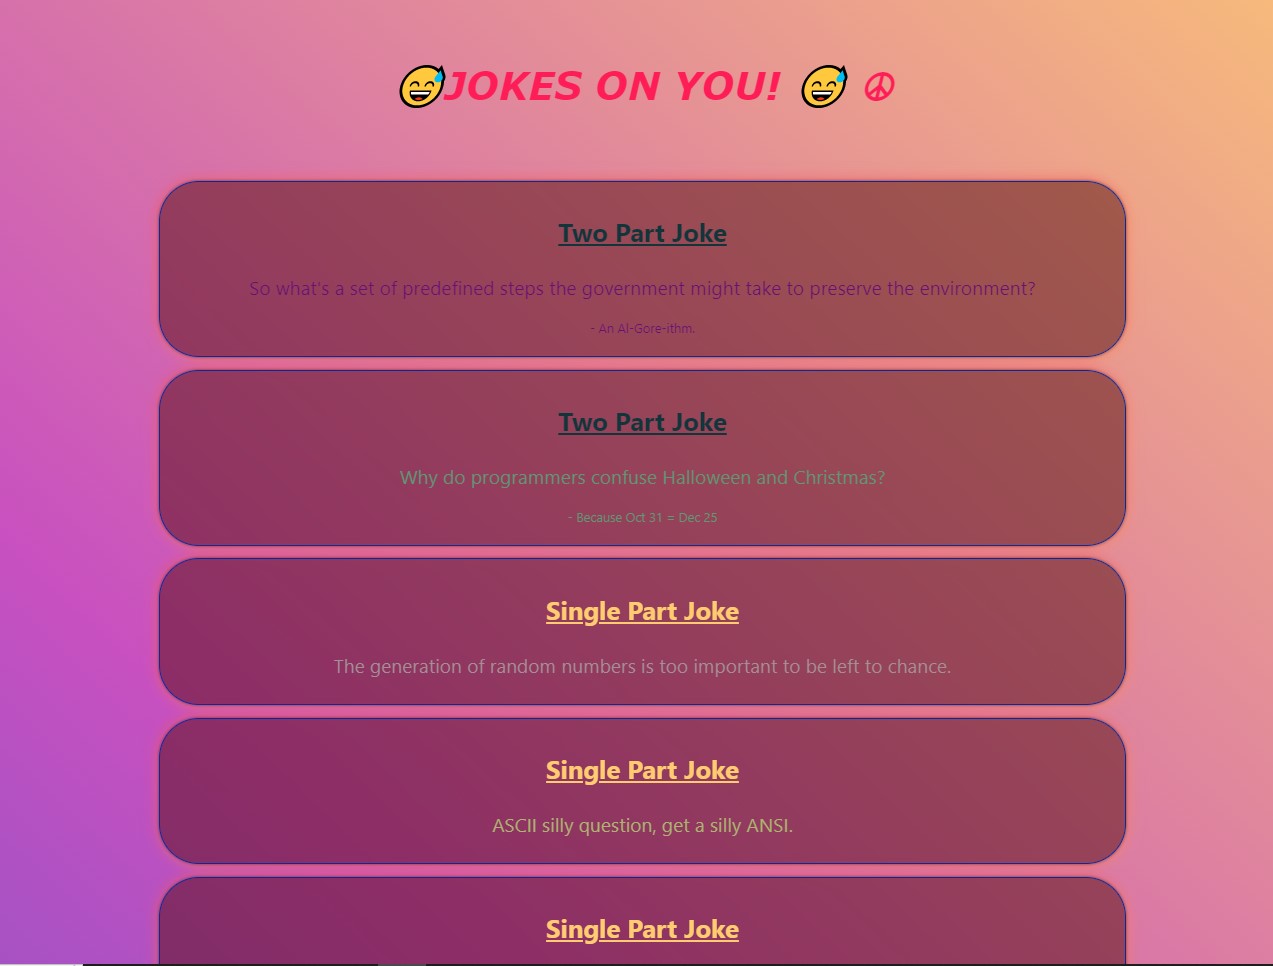 😅JOKES ON YOU! 😅 ☮
Two Part Joke
So what's a set of predefined steps the government might take to preserve the environment?
- An Al-Gore-ithm.
Two Part Joke
Why do programmers confuse Halloween and Christmas?
- Because Oct 31 = Dec 25
Single Part Joke
The generation of random numbers is too important to be left to chance.
Single Part Joke
ASCII silly question, get a silly ANSI.
Single Part Joke